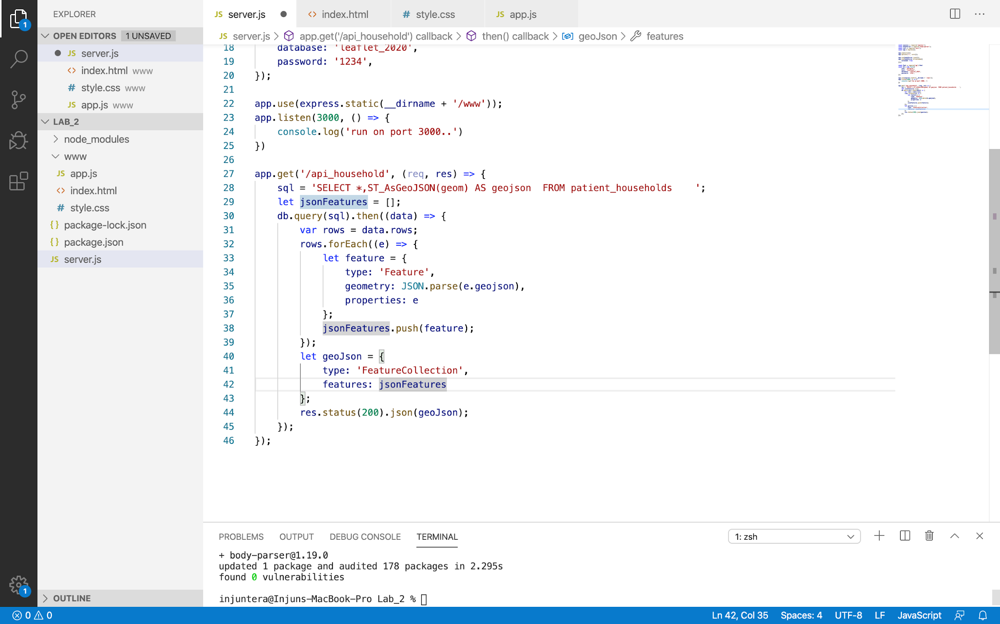 EXPLORER
OPEN EDITORS 1 UNSAVED
JS server.js
<> index.html www
# style.css www
JS app.js www
LAB_2
node_modules
www
JS app.js
<> index.html
# style.css
{} package-lock.json
{} package.json
JS server.js
OUTLINE
JS server.js
<> index.html
# style.css
JS app.js
JS server.js > app.get('/api_household') callback > then() callback > geoJson > features
18     database: 'leaflet_2020',
19     password: '1234',
20 });
21
22 app.use(express.static(__dirname + '/www'));
23 app.listen(3000, () => {
24     console.log('run on port 3000..')
25 })
26
27 app.get('/api_household', (req, res) => {
28     sql = 'SELECT *,ST_AsGeoJSON(geom) AS geojson  FROM patient_households    ';
29     let jsonFeatures = [];
30     db.query(sql).then((data) => {
31         var rows = data.rows;
32         rows.forEach((e) => {
33             let feature = {
34                 type: 'Feature',
35                 geometry: JSON.parse(e.geojson),
36                 properties: e
37             };
38             jsonFeatures.push(feature);
39         });
40         let geoJson = {
41             type: 'FeatureCollection',
42             features: jsonFeatures
43         };
44         res.status(200).json(geoJson);
45     });
46 });
PROBLEMS OUTPUT DEBUG CONSOLE TERMINAL
1: zsh
+ body-parser@1.19.0
updated 1 package and audited 178 packages in 2.295s
found 0 vulnerabilities
injuntera@Injuns-MacBook-Pro Lab_2 %
1
1
0 0
Ln 42, Col 35 Spaces: 4 UTF-8 LF JavaScript